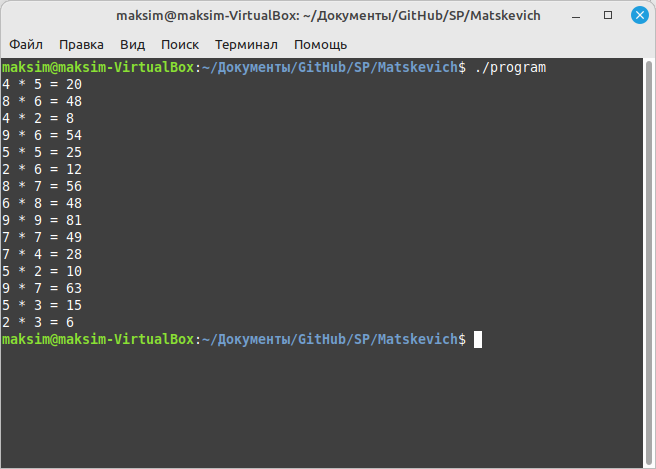 maksim@maksim-VirtualBox: ~/Документы/GitHub/SP/Matskevich
Файл Правка Вид Поиск Терминал Помощь
maksim@maksim-VirtualBox:~/Документы/GitHub/SP/Matskevich$ ./program
4 * 5 = 20
8 * 6 = 48
4 * 2 = 8
9 * 6 = 54
5 * 5 = 25
2 * 6 = 12
8 * 7 = 56
6 * 8 = 48
9 * 9 = 81
7 * 7 = 49
7 * 4 = 28
5 * 2 = 10
9 * 7 = 63
5 * 3 = 15
2 * 3 = 6
maksim@maksim-VirtualBox:~/Документы/GitHub/SP/Matskevich$